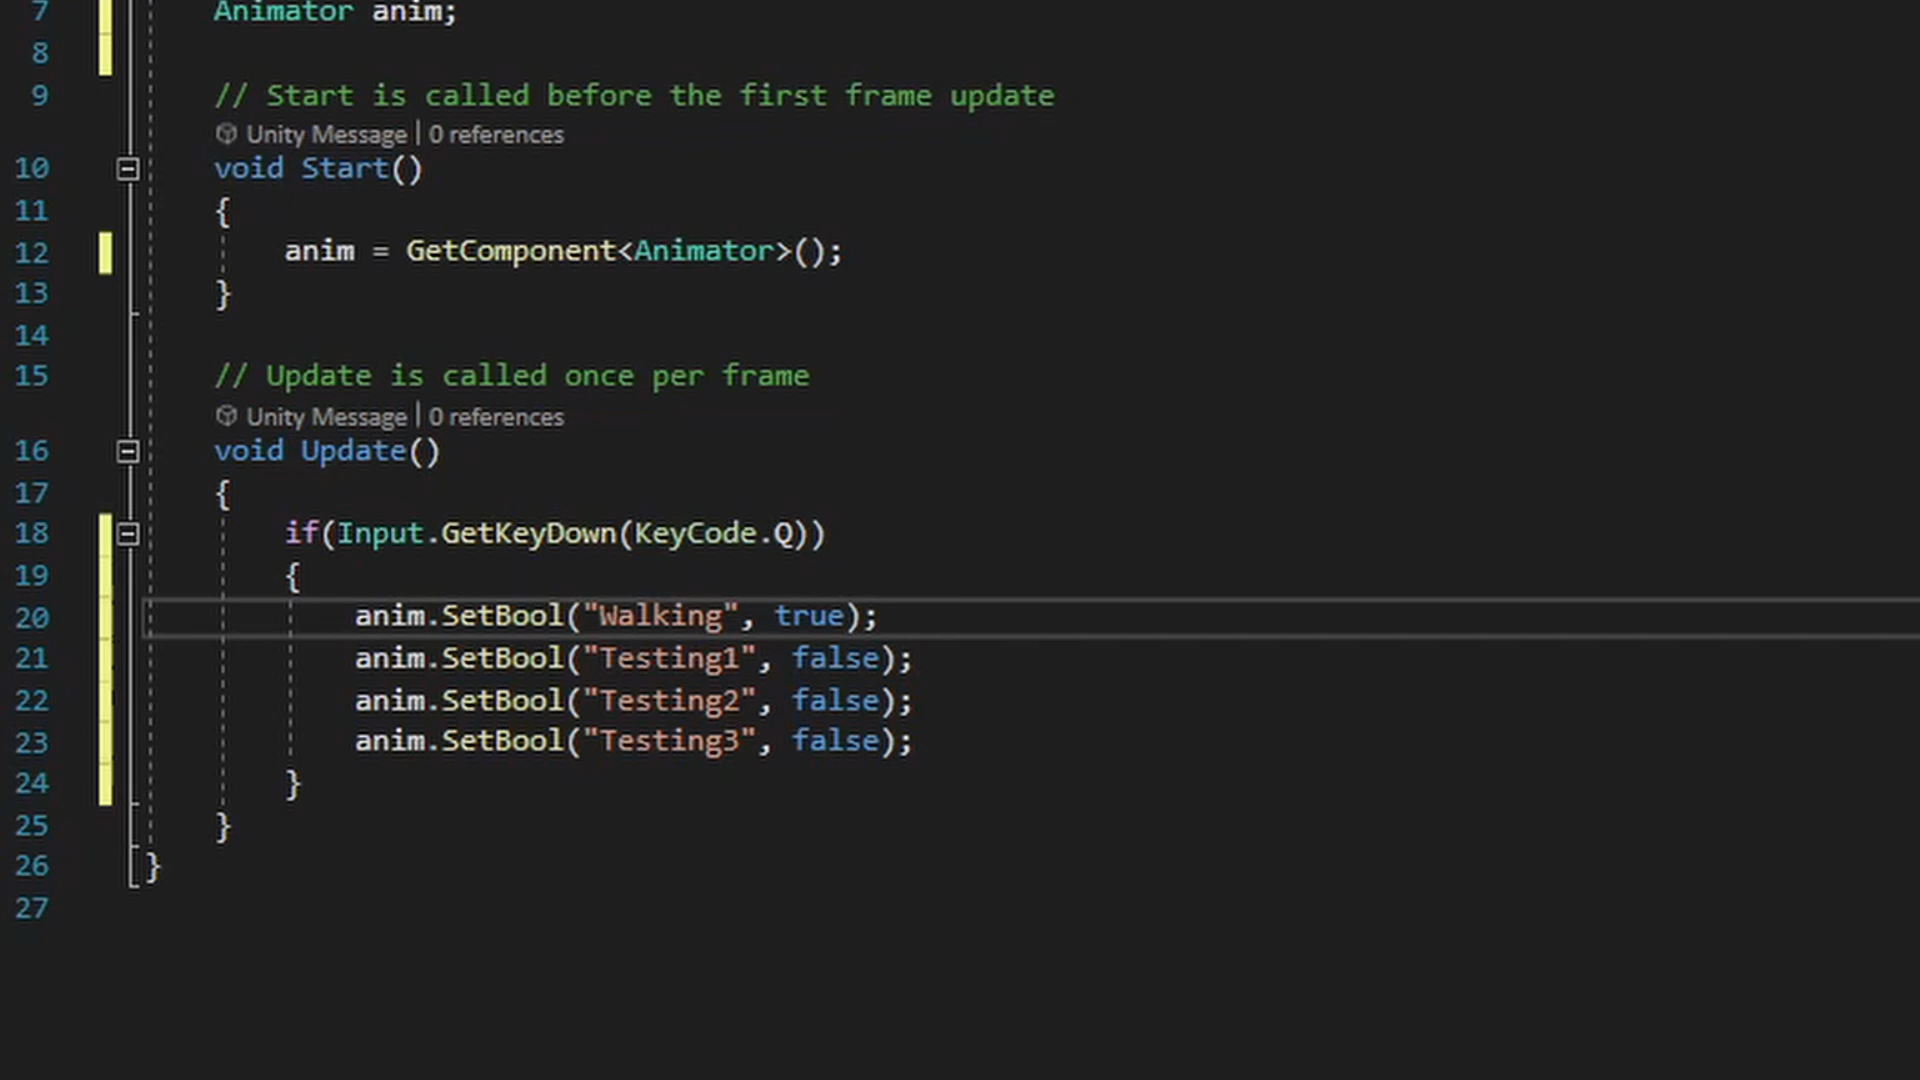 7 Animator anim;
8
9 // Start is called before the first frame update
Unity Message | 0 references
10 void Start()
11 {
12 anim = GetComponent<Animator>();
13 }
14
15 // Update is called once per frame
Unity Message | 0 references
16 void Update()
17 {
18 if(Input.GetKeyDown(KeyCode.Q))
19 {
20 anim.SetBool("Walking", true);
21 anim.SetBool("Testing1", false);
22 anim.SetBool("Testing2", false);
23 anim.SetBool("Testing3", false);
24 }
25 }
26 }
27